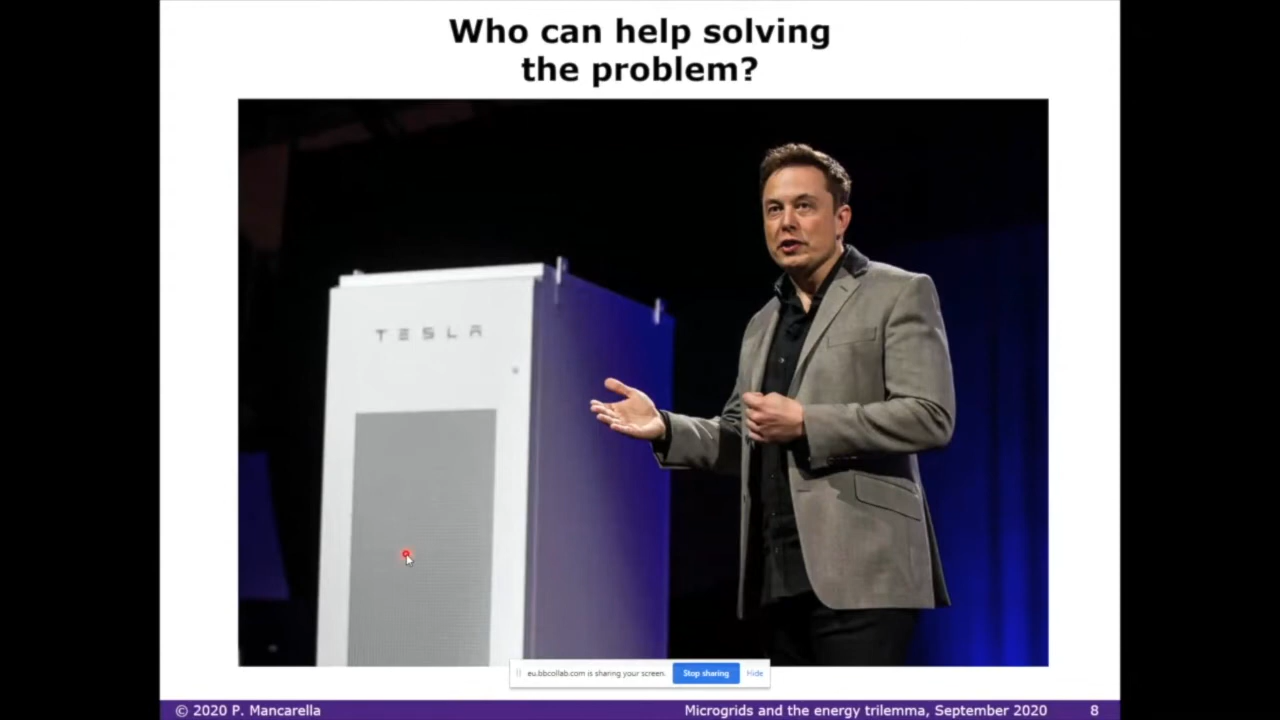 Who can help solving
the problem?
TESLA
eu.bbcollab.com is sharing your screen.
Stop sharing
Hide
© 2020 P. Mancarella
Microgrids and the energy trilemma, September 2020
8